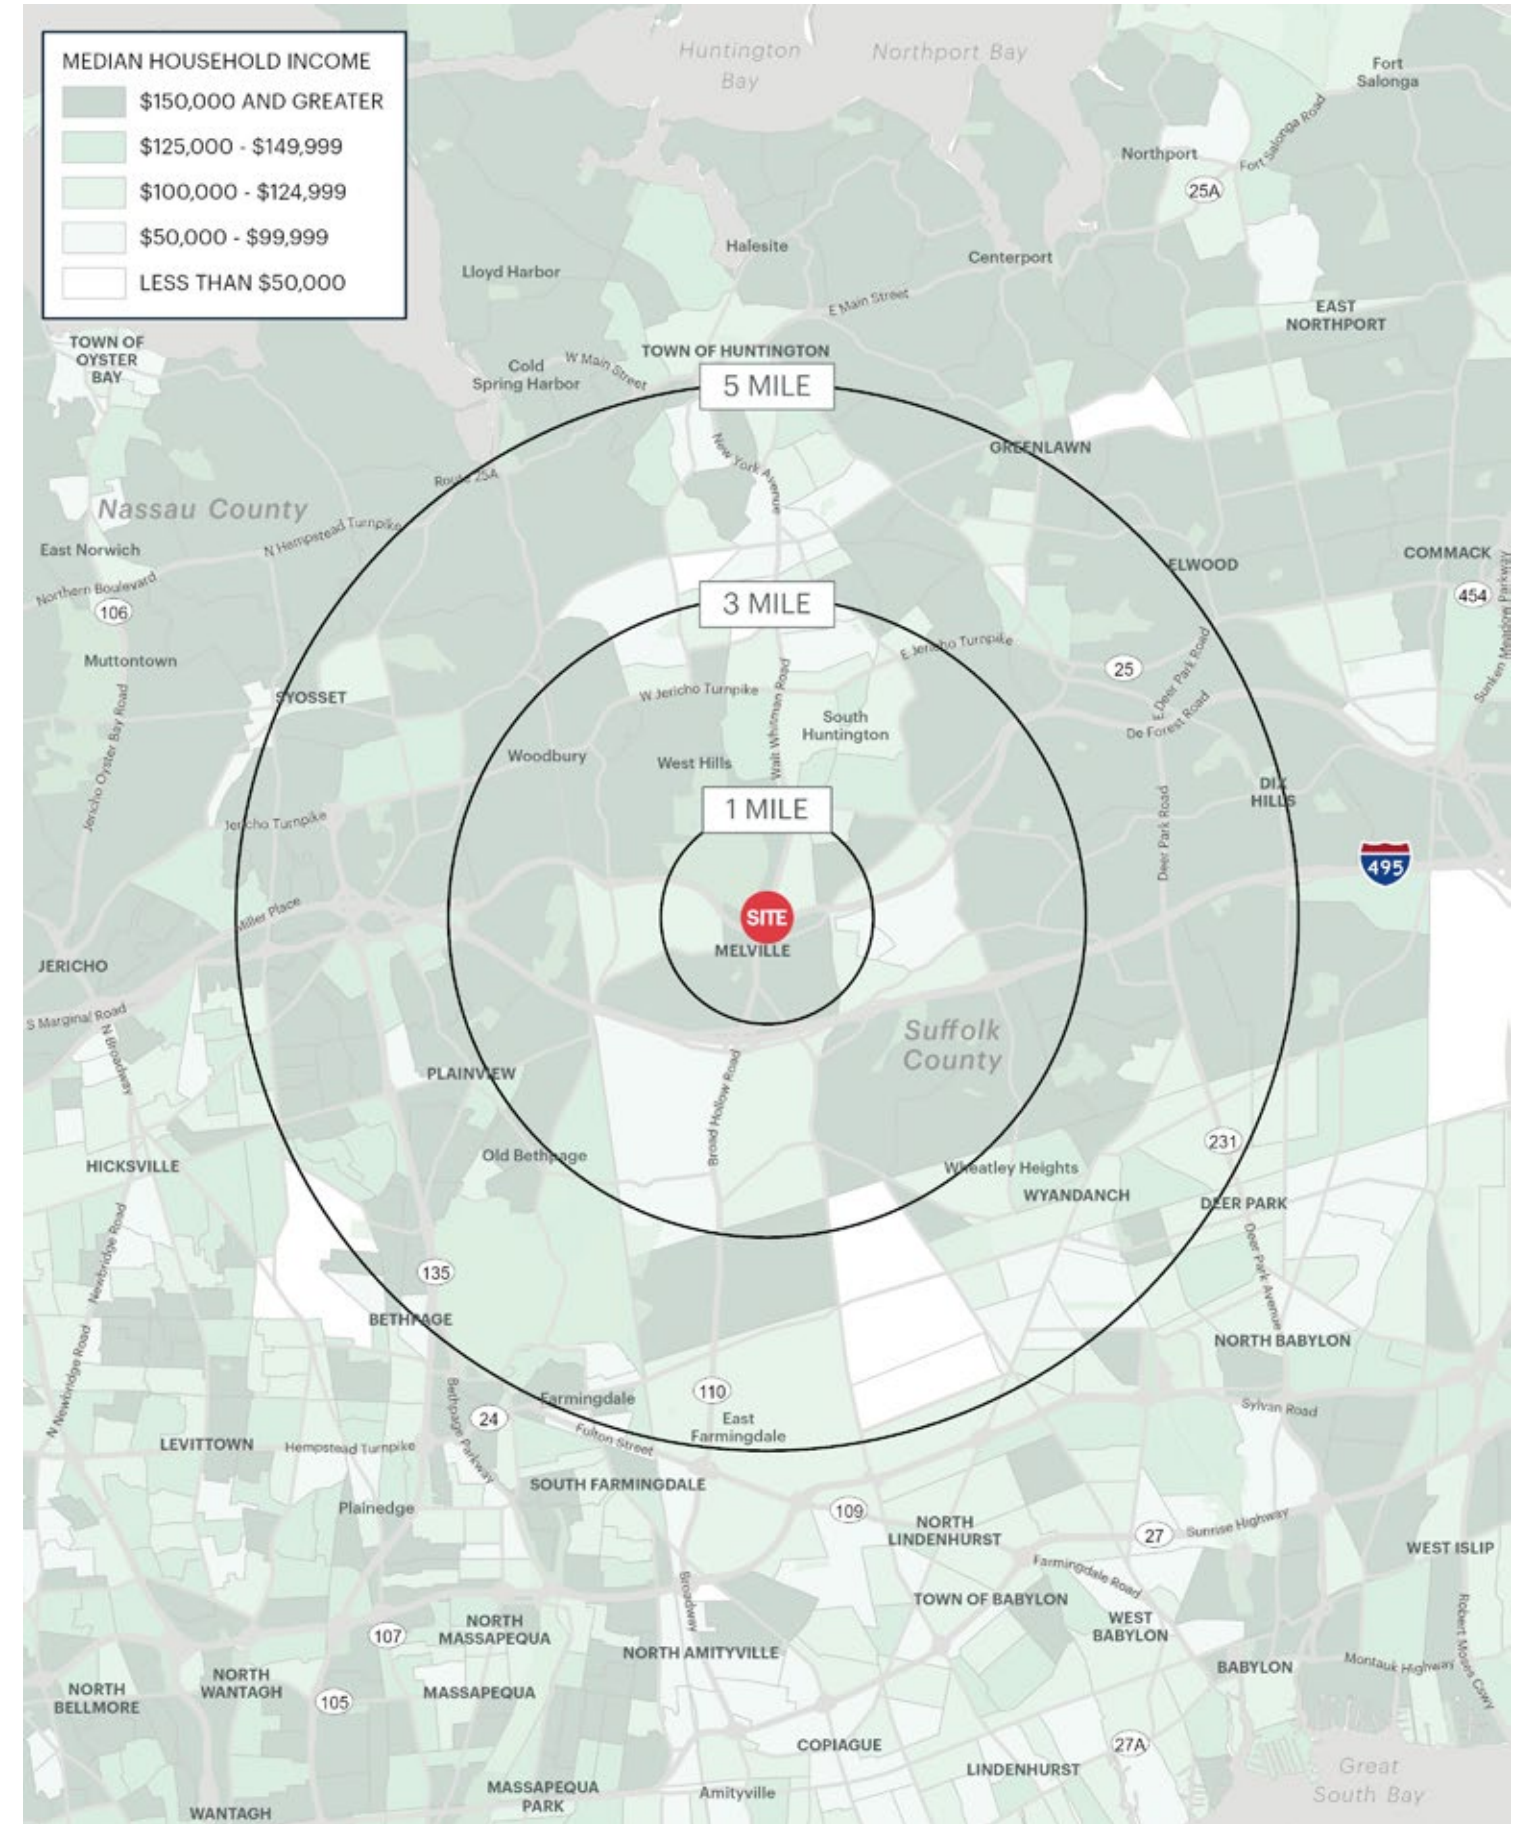 MEDIAN HOUSEHOLD INCOME
$150,000 AND GREATER
$125,000 - $149,999
$100,000 - $124,999
$50,000 - $99,999
LESS THAN $50,000
Huntington
Bay
Northport Bay
Fort
Salonga
Northport
Fort Salonga Road
25A
Halesite
Centerport
Lloyd Harbor
E Main Street
EAST
NORTHPORT
TOWN OF
OYSTER
BAY
TOWN OF HUNTINGTON
W Main Street
Cold
Spring Harbor
5 MILE
GREENLAWN
New York Avenue
Route 25A
Nassau County
N Hempstead Turnpike
East Norwich
Northern Boulevard
106
ELWOOD
COMMACK
454
Sunken Meadow Parkway
3 MILE
E Jericho Turnpike
25
E Deer Park Road
De Forest Road
Muttontown
SYOSSET
W Jericho Turnpike
Walt Whitman Road
South
Huntington
Jericho Oyster Bay Road
Woodbury
West Hills
DIX
HILLS
1 MILE
Jericho Turnpike
Deer Park Road
495
Miller Place
SITE
MELVILLE
JERICHO
S Marginal Road
N Broadway
Suffolk
County
PLAINVIEW
Broad Hollow Road
231
Old Bethpage
HICKSVILLE
Wheatley Heights
WYANDANCH
DEER PARK
Newbridge Road
Deer Park Avenue
135
BETHPAGE
NORTH BABYLON
N Newbridge Road
Bethpage Parkway
110
Farmingdale
East
Farmingdale
24
Fulton Street
Sylvan Road
LEVITTOWN
Hempstead Turnpike
SOUTH FARMINGDALE
Plainedge
109
NORTH
LINDENHURST
27
Sunrise Highway
WEST ISLIP
Farmingdale Road
Broadway
TOWN OF BABYLON
Robert Moses Cswy
107
NORTH
MASSAPEQUA
WEST
BABYLON
NORTH AMITYVILLE
BABYLON
Montauk Highway
NORTH
BELLMORE
NORTH
WANTAGH
105
MASSAPEQUA
COPIAGUE
27A
LINDENHURST
Great
South Bay
MASSAPEQUA
PARK
Amityville
WANTAGH